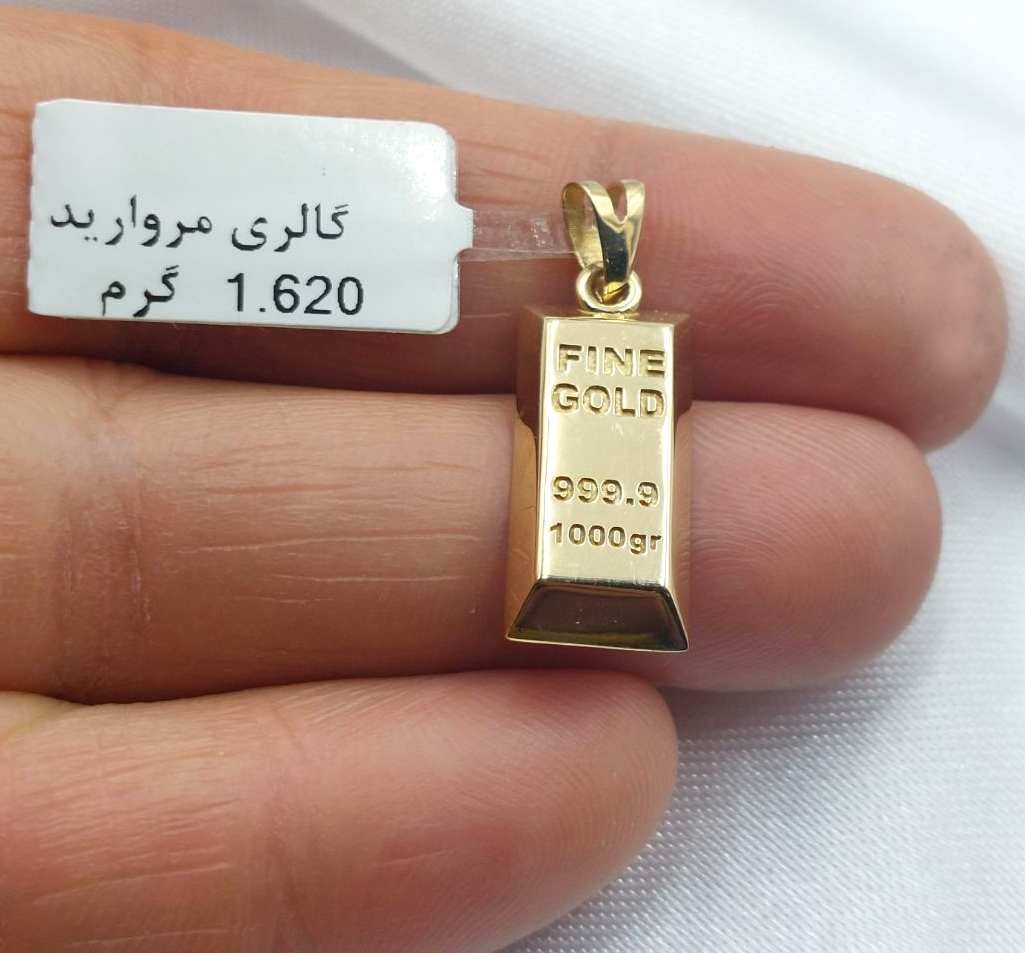 گالری مروارید
1.620 گرم
FINE
GOLD
999.9
1000gr